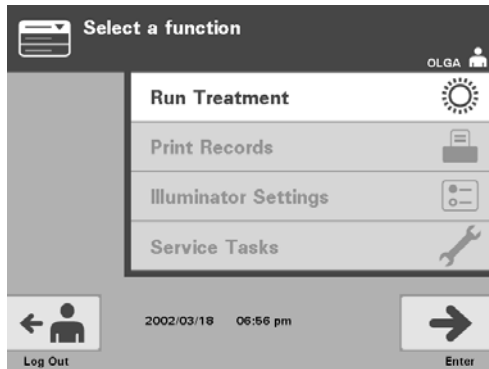 Select a function
OLGA
Run Treatment
Print Records
Illuminator Settings
Service Tasks
2002/03/18 06:56 pm
Log Out
Enter